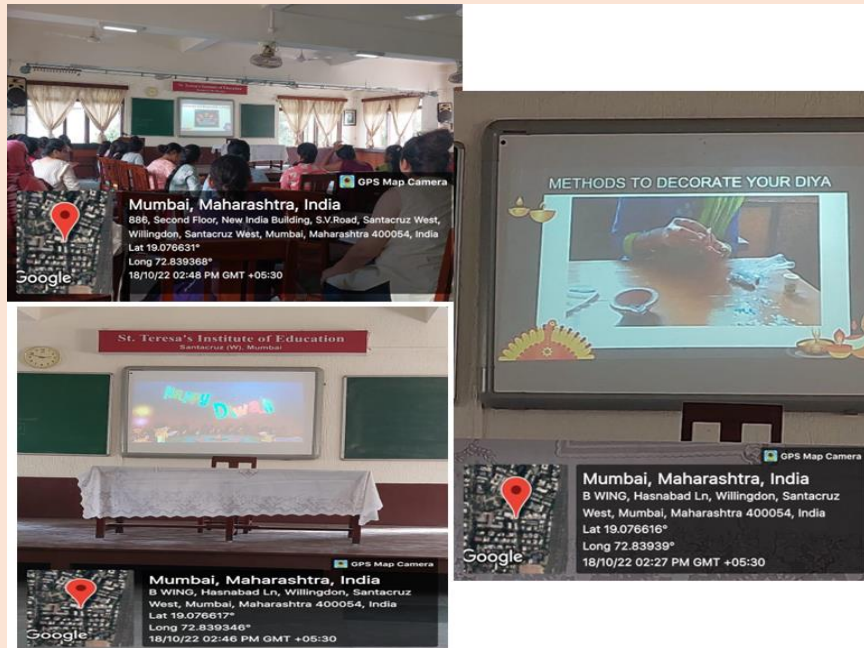 St. Teresa's Institute of Education
GPS Map Camera
Mumbai, Maharashtra, India
886, Second Floor, New India Building, S.V.Road, Santacruz West,
Willingdon, Santacruz West, Mumbai, Maharashtra 400054, India
Lat 19.076631°
Long 72.839368°
18/10/22 02:48 PM GMT +05:30
Google
METHODS TO DECORATE YOUR DIYA
GPS Map Camera
Mumbai, Maharashtra, India
B WING, Hasnabad Ln, Willingdon, Santacruz
West, Mumbai, Maharashtra 400054, India
Lat 19.076616°
Long 72.83939°
18/10/22 02:27 PM GMT +05:30
Google
St. Teresa's Institute of Education
Santacruz (W), Mumbai
Happy
Diwali
GPS Map Camera
Mumbai, Maharashtra, India
B WING, Hasnabad Ln, Willingdon, Santacruz
West, Mumbai, Maharashtra 400054, India
Lat 19.076617°
Long 72.839346°
18/10/22 02:46 PM GMT +05:30
Google